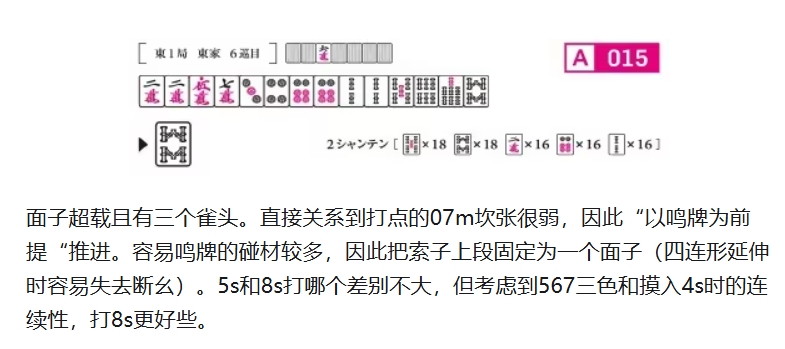 [ 東1局 東家 6巡目 ]
A 015
2シャンテン [ ×18 ×18 ×16 ×16 ×16 ]
面子超载且有三个雀头。直接关系到打点的07m坎张很弱，因此“以鸣牌为前
提“推进。容易鸣牌的碰材较多，因此把索子上段固定为一个面子（四连形延伸
时容易失去断幺）。5s和8s打哪个差别不大，但考虑到567三色和摸入4s时的连
续性，打8s更好些。